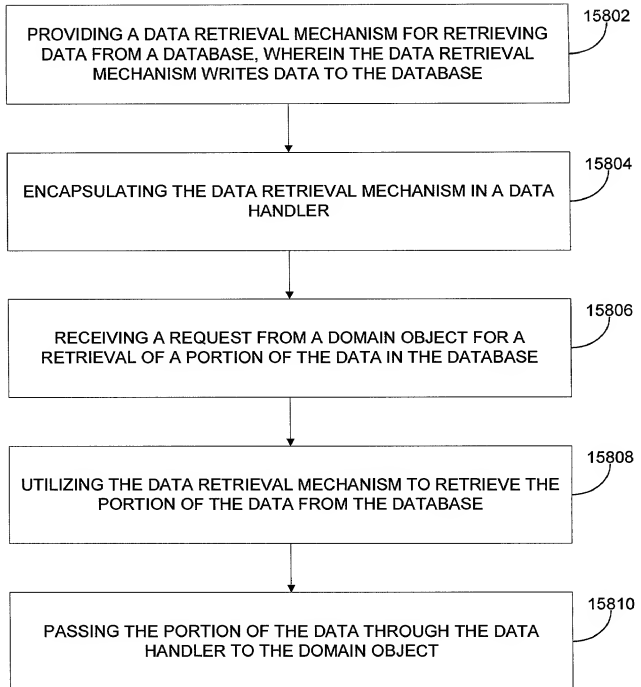 15802
PROVIDING A DATA RETRIEVAL MECHANISM FOR RETRIEVING
DATA FROM A DATABASE, WHEREIN THE DATA RETRIEVAL
MECHANISM WRITES DATA TO THE DATABASE
15804
ENCAPSULATING THE DATA RETRIEVAL MECHANISM IN A DATA
HANDLER
15806
RECEIVING A REQUEST FROM A DOMAIN OBJECT FOR A
RETRIEVAL OF A PORTION OF THE DATA IN THE DATABASE
15808
UTILIZING THE DATA RETRIEVAL MECHANISM TO RETRIEVE THE
PORTION OF THE DATA FROM THE DATABASE
15810
PASSING THE PORTION OF THE DATA THROUGH THE DATA
HANDLER TO THE DOMAIN OBJECT